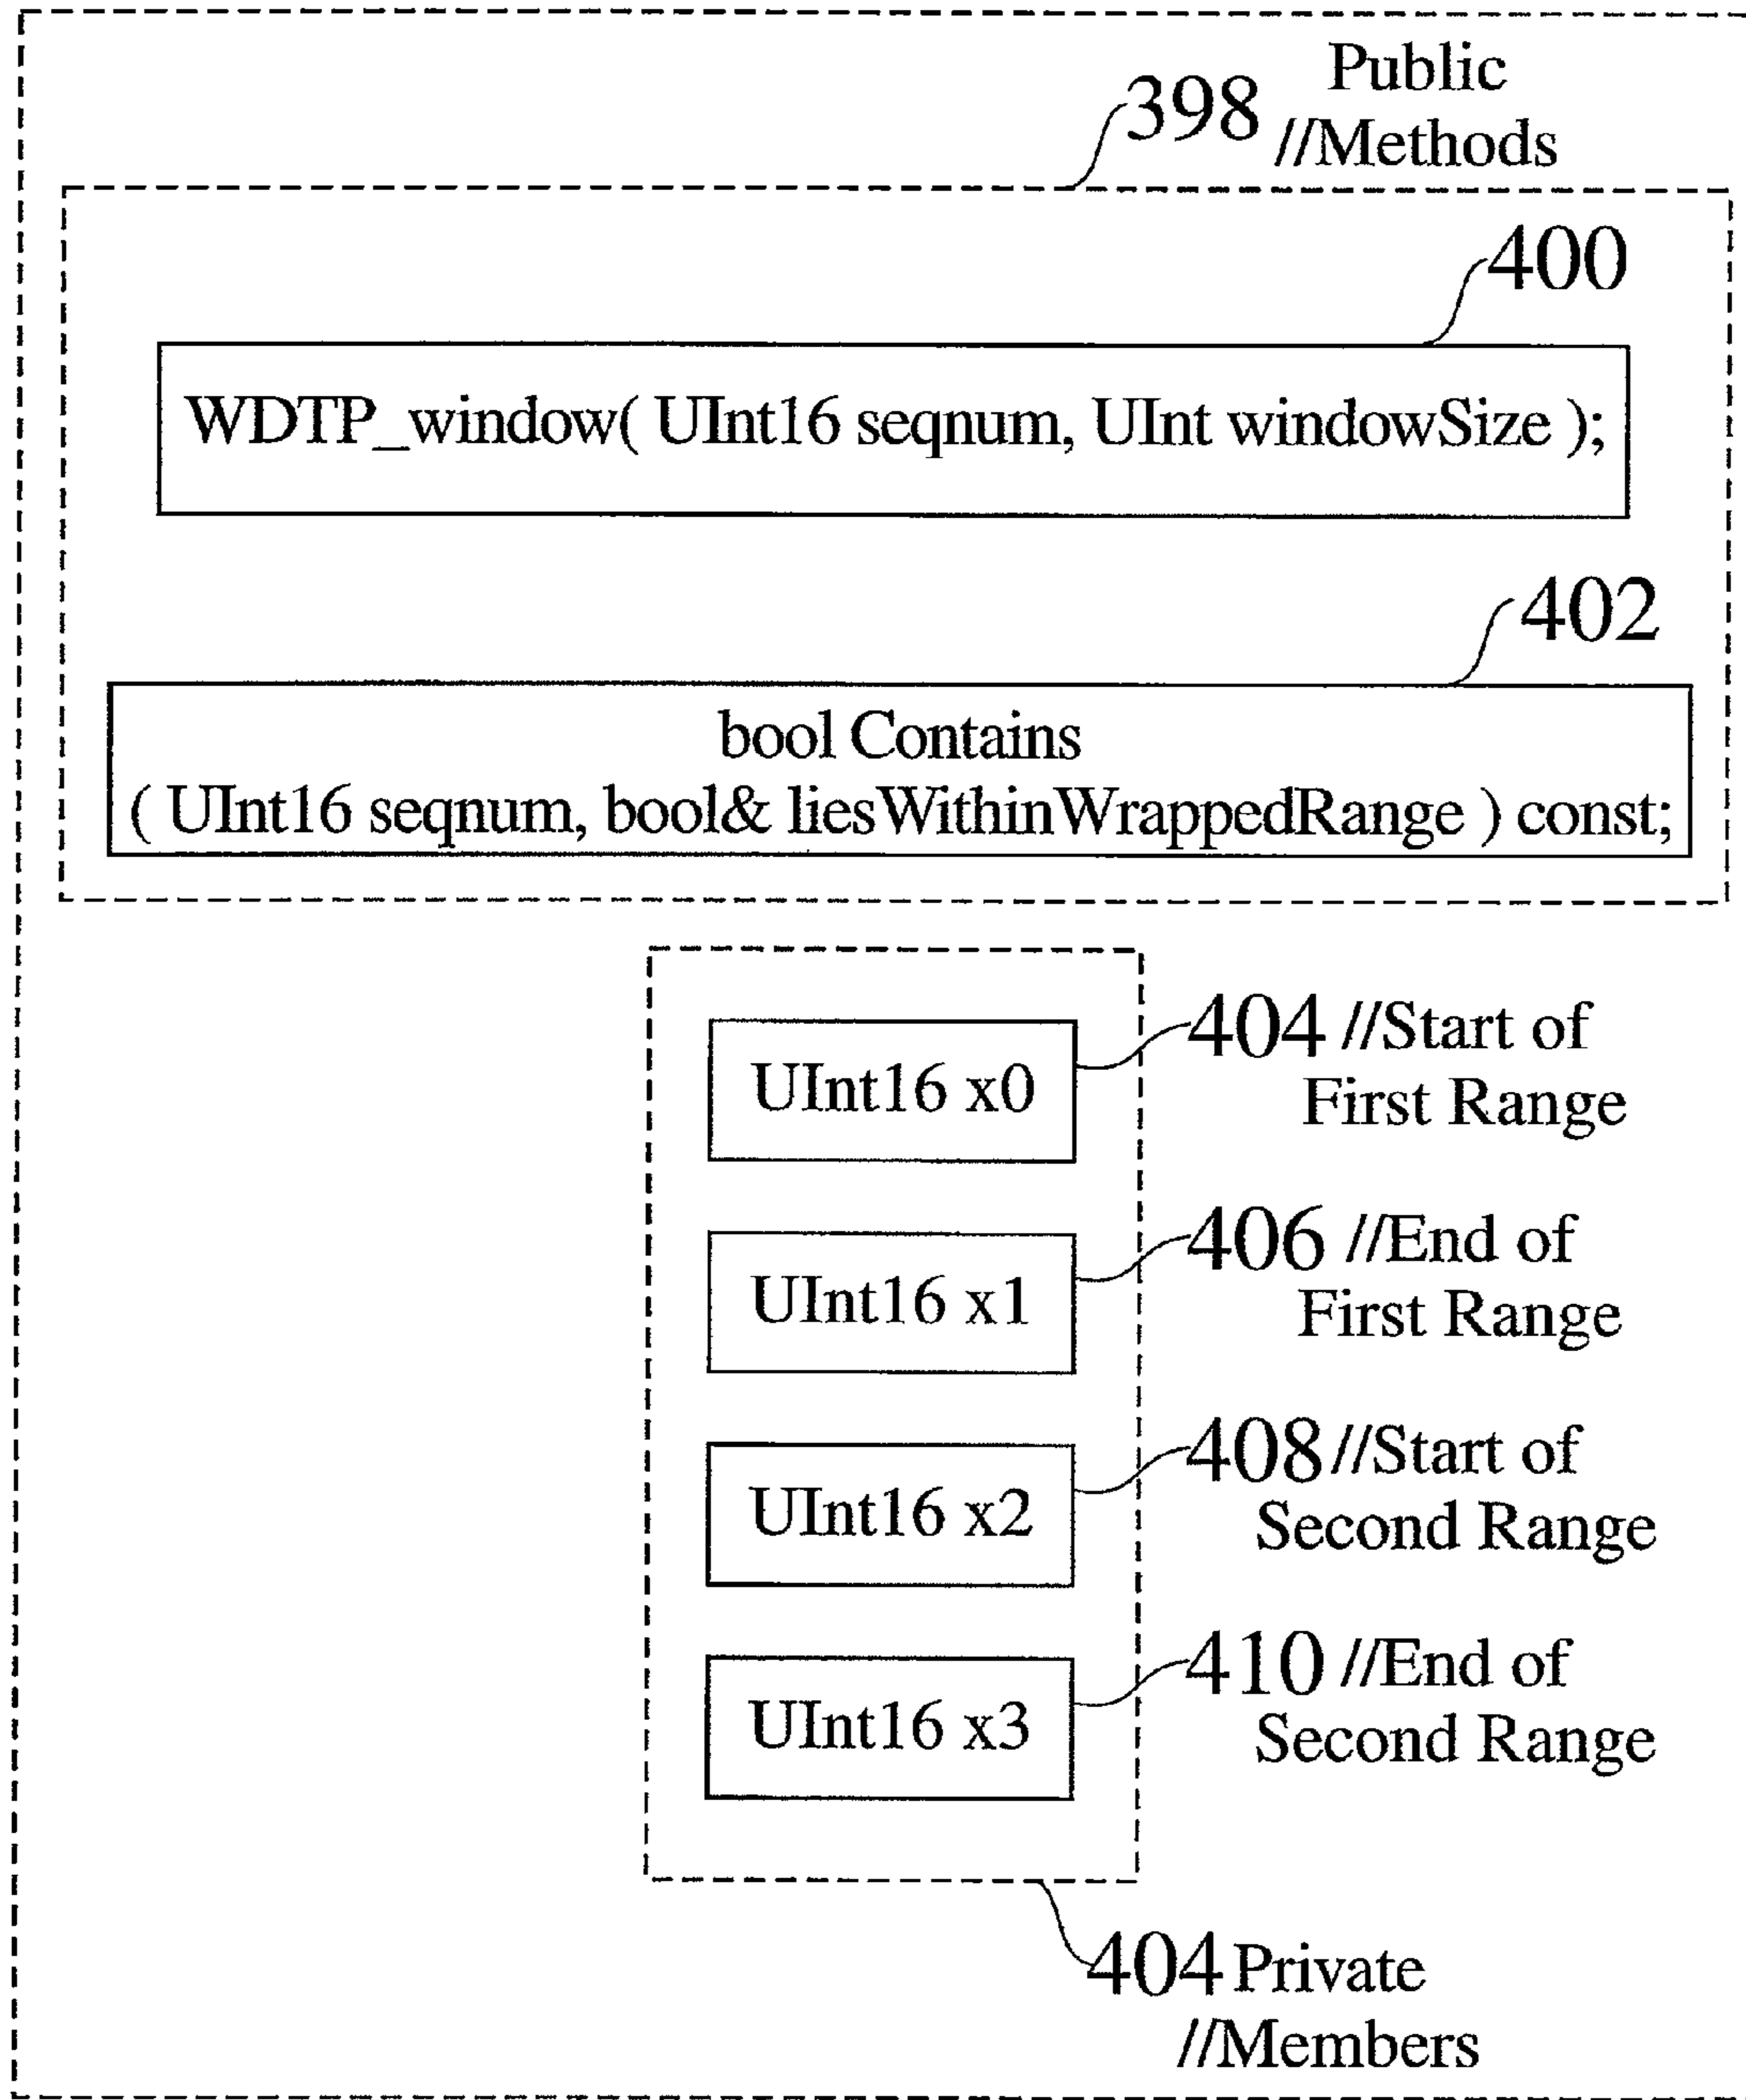 398 Public
//Methods
400
WDTP_window( UInt16 seqnum, UInt windowSize );
402
bool Contains
( UInt16 seqnum, bool& liesWithinWrappedRange ) const;
UInt16 x0
404 //Start of
First Range
UInt16 x1
406 //End of
First Range
UInt16 x2
408 //Start of
Second Range
UInt16 x3
410 //End of
Second Range
404 Private
//Members